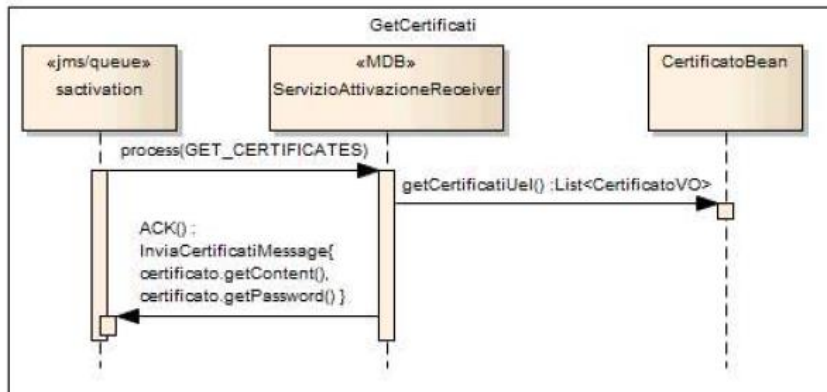 GetCertificati
«jms/queue»
sactivation
«MDB»
ServizioAttivazioneReceiver
CertificatoBean
process(GET_CERTIFICATES)
getCertificatiUel() :List<CertificatoVO>
ACK() :
InviaCertificatiMessage{
certificato.getContent(),
certificato.getPassword() }